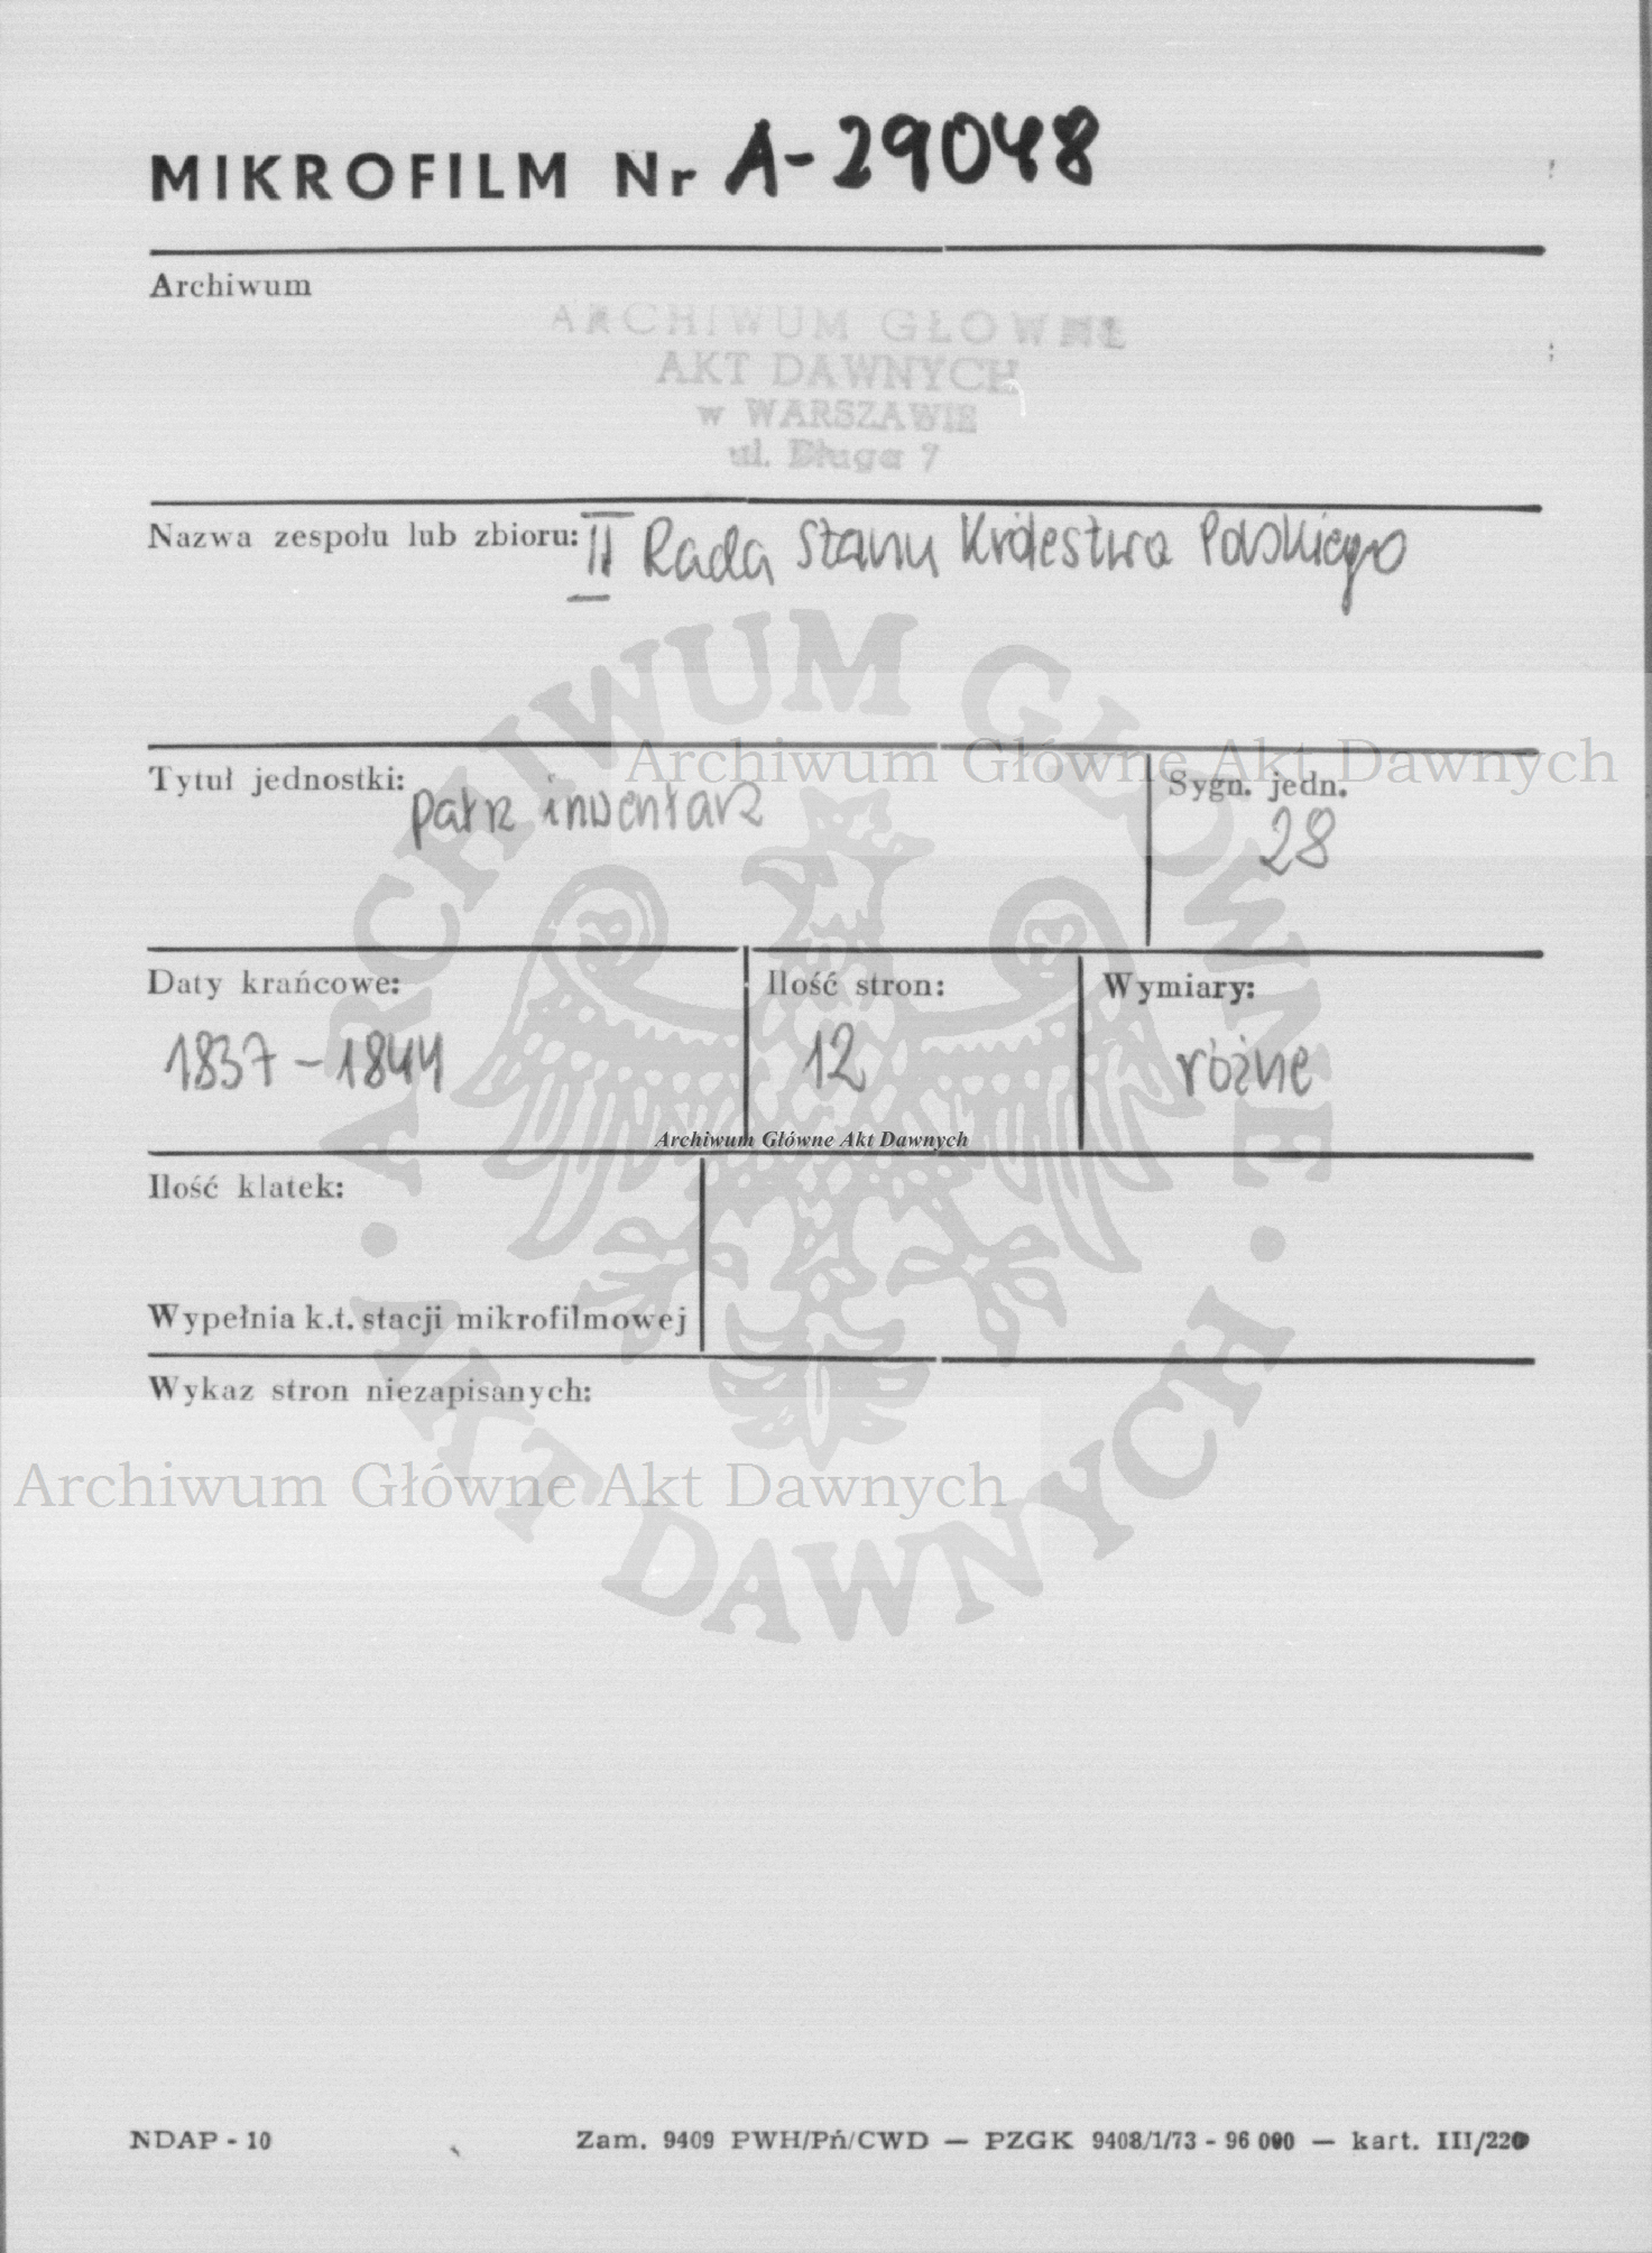 MIKROFILM Nr A-29048
Archiwum
ARCHIWUM GŁÓWNE
AKT DAWNYCH
w WARSZAWIE
ul. Długa 7
Nazwa zespołu lub zbioru: II Rada Stanu Królestwa Polskiego
Archiwum Główne Akt Dawnych
Tytuł jednostki: patrz inwentarz
Sygn. jedn.
28
Daty krańcowe:
1837 - 1844
Ilość stron:
12
Wymiary:
różne
Archiwum Główne Akt Dawnych
Ilość klatek:
Wypełnia k.t. stacji mikrofilmowej
Wykaz stron niezapisanych:
Archiwum Główne Akt Dawnych
ARCHIWUM GŁÓWNE · AKT DAWNYCH ·
NDAP - 10
Zam. 9409 PWH/Pń/CWD — PZGK 9408/1/73 - 96 000 — kart. III/220